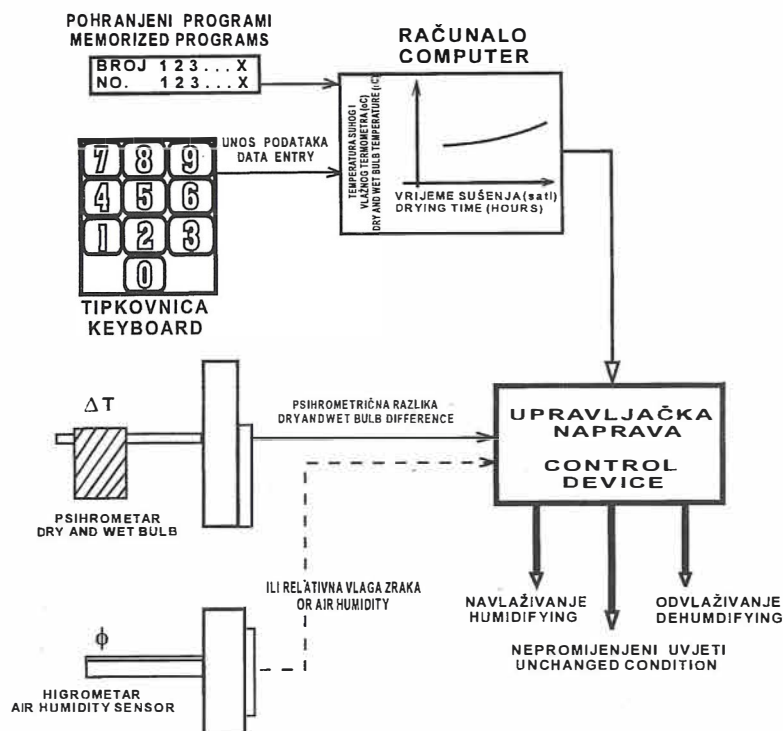 POHRANJENI PROGRAMI
MEMORIZED PROGRAMS
BROJ 1 2 3 . . . X
NO. 1 2 3 . . . X
RAČUNALO
COMPUTER
TEMPERATURA SUHOG I
VLAŽNOG TERMOMETRA (oC)
DRY AND WET BULB TEMPERATURE (oC)
VRIJEME SUŠENJA (sati)
DRYING TIME (HOURS)
UNOS PODATAKA
DATA ENTRY
7 8 9
4 5 6
1 2 3
0
TIPKOVNICA
KEYBOARD
ΔT
PSIHROMETAR
DRY AND WET BULB
PSIHROMETRIČNA RAZLIKA
DRYANDWET BULB DIFFERENCE
UPRAVLJAČKA
NAPRAVA
CONTROL
DEVICE
ILI RELATIVNA VLAGA ZRAKA
OR AIR HUMIDITY
NAVLAŽIVANJE
HUMIDIFYING
ODVLAŽIVANJE
DEHUMDIFYING
NEPROMIJENJENI UVJETI
UNCHANGED CONDITION
ϕ
HIGROMETAR
AIR HUMIDITY SENSOR